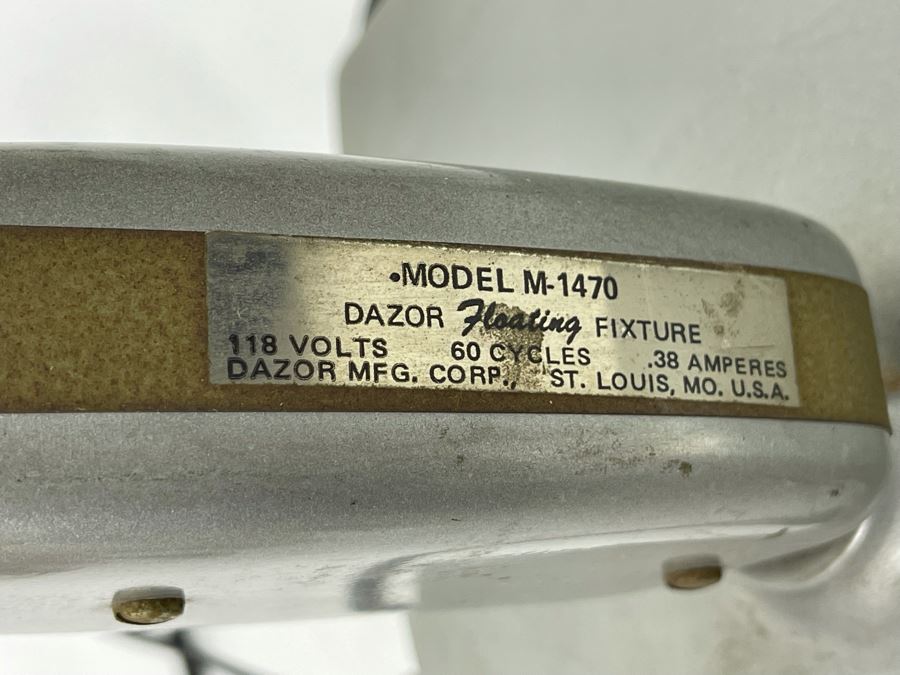 •MODEL M-1470
DAZOR Floating FIXTURE
118 VOLTS 60 CYCLES .38 AMPERES
DAZOR MFG. CORP., ST. LOUIS, MO. U.S.A.